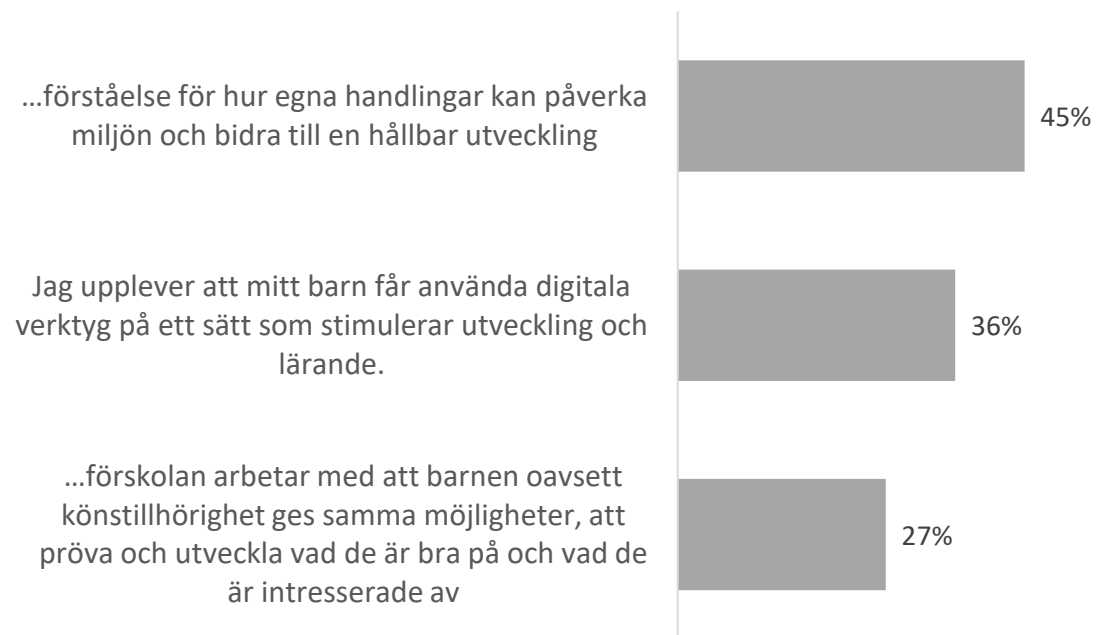 …förståelse för hur egna handlingar kan påverka
miljön och bidra till en hållbar utveckling
45%
Jag upplever att mitt barn får använda digitala
verktyg på ett sätt som stimulerar utveckling och
lärande.
36%
…förskolan arbetar med att barnen oavsett
könstillhörighet ges samma möjligheter, att
pröva och utveckla vad de är bra på och vad de
är intresserade av
27%